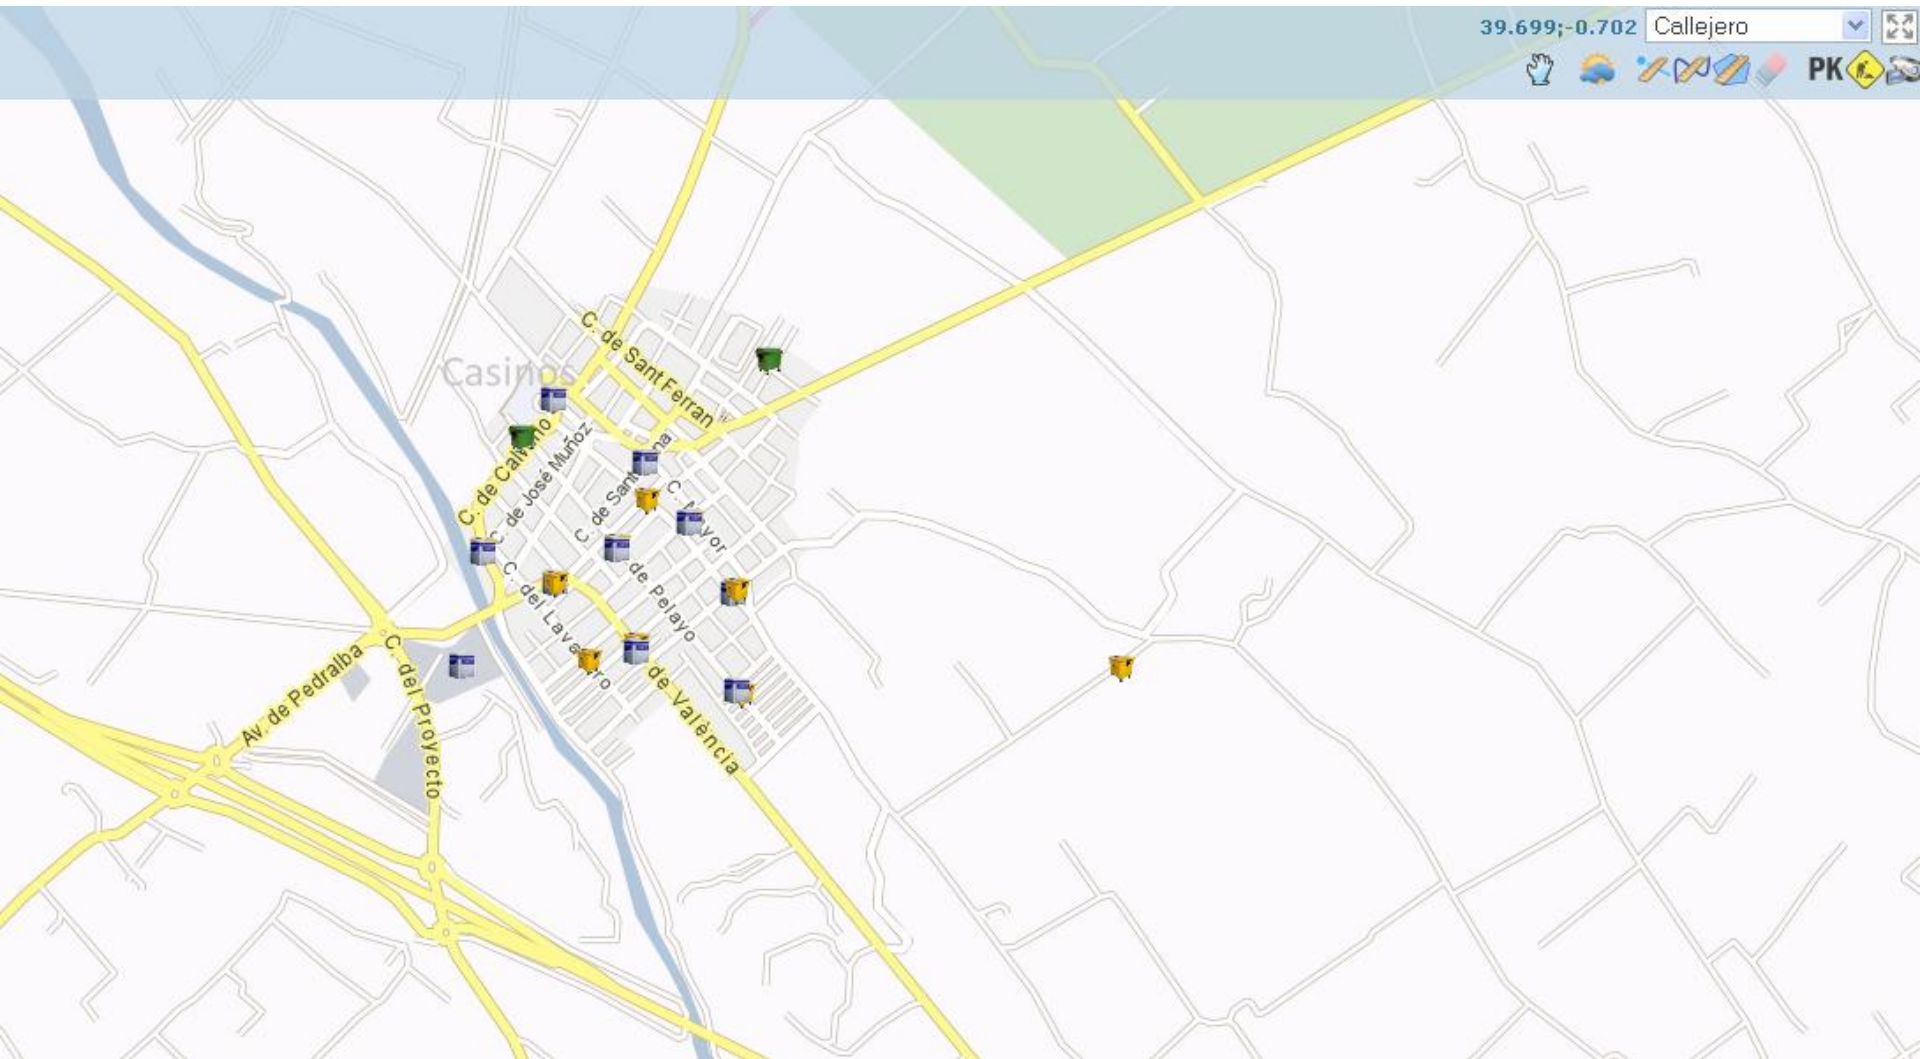 39.699;-0.702
Callejero
PK
C. de Sant Ferran
Casinos
C. de José Muñoz
C. de
C. Mayor
C. de
de Pelayo
C. del Lavadero
C. del Proyecto
Av. de Pedralba
de València